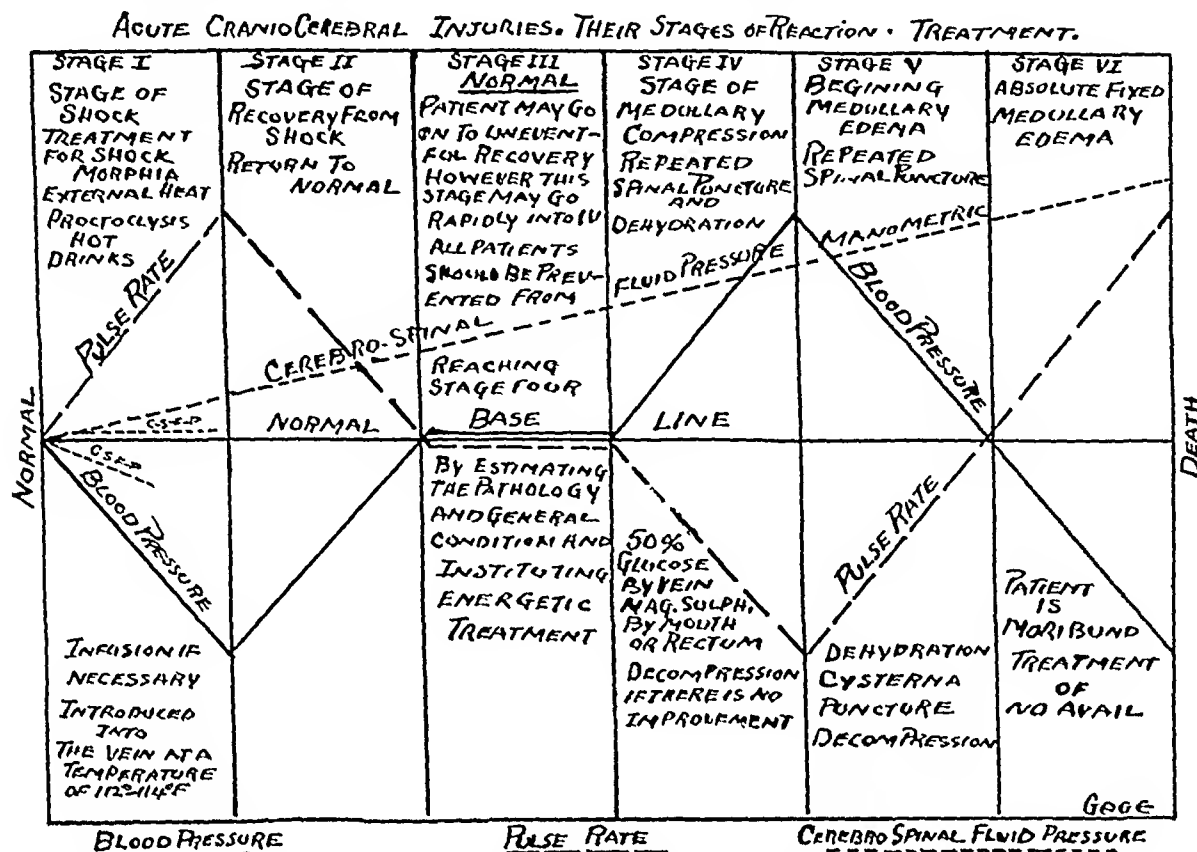 ACUTE CRANIOCEREBRAL INJURIES. THEIR STAGES OF REACTION. TREATMENT.
STAGE I
STAGE OF
SHOCK
TREATMENT
FOR SHOCK
MORPHIA
EXTERNAL HEAT
PROCTOCLYSIS
HOT
DRINKS
PULSE RATE
C-S-F-P
C S F P
BLOOD PRESSURE
INFUSION IF
NECESSARY
INTRODUCED
INTO
THE VEIN AT A
TEMPERATURE
OF 112°-114°F
STAGE II
STAGE OF
RECOVERY FROM
SHOCK
RETURN TO
NORMAL
CEREBRO-SPINAL FLUID PRESSURE MANOMETRIC
NORMAL BASE LINE
STAGE III
NORMAL
PATIENT MAY GO
ON TO UNEVENT-
FUL RECOVERY
HOWEVER THIS
STAGE MAY GO
RAPIDLY INTO IV
ALL PATIENTS
SHOULD BE PREV-
ENTED FROM
REACHING
STAGE FOUR
BY ESTIMATING
THE PATHOLOGY
AND GENERAL
CONDITION AND
INSTITUTING
ENERGETIC
TREATMENT
STAGE IV
STAGE OF
MEDULLARY
COMPRESSION
REPEATED
SPINAL PUNCTURE
AND
DEHYDRATION
50%
GLUCOSE
BY VEIN
MAG. SULPH.
BY MOUTH
OR RECTUM
DECOMPRESSION
IF THERE IS NO
IMPROVEMENT
STAGE V
BEGINING
MEDULLARY
EDEMA
REPEATED
SPINAL PUNCTURE
BLOOD PRESSURE
PULSE RATE
DEHYDRATION
CYSTERNA
PUNCTURE
DECOMPRESSION
STAGE VI
ABSOLUTE FIXED
MEDULLARY
EDEMA
PATIENT
IS
MORIBUND
TREATMENT
OF
NO AVAIL
GAGE
NORMAL
DEATH
BLOOD PRESSURE PULSE RATE CEREBRO SPINAL FLUID PRESSURE